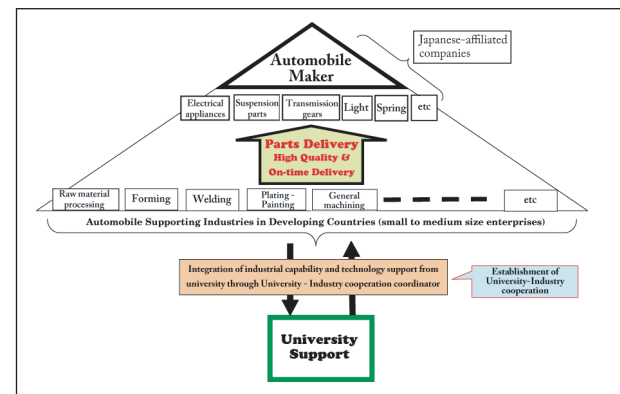 Japanese-affiliated
companies
Automobile
Maker
Electrical
appliances
Suspension
parts
Transmission
gears
Light
Spring
etc
Parts Delivery
High Quality &
On-time Delivery
Raw material
processing
Forming
Welding
Plating -
Painting
General
machining
etc
Automobile Supporting Industries in Developing Countries (small to medium size enterprises)
Integration of industrial capability and technology support from
university through University - Industry cooperation coordinator
Establishment of
University-Industry
cooperation
University
Support